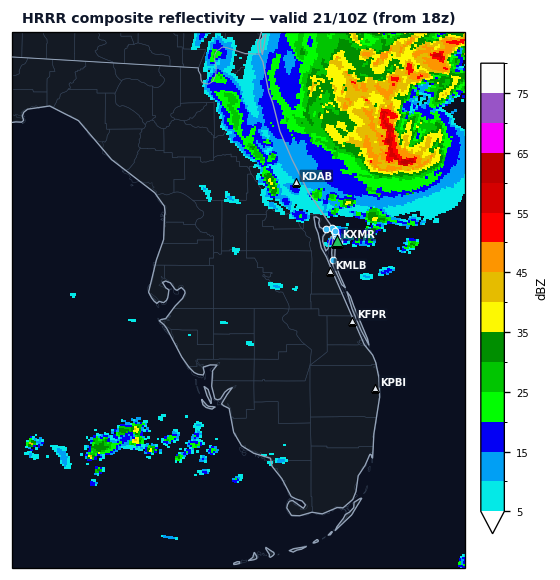 HRRR composite reflectivity — valid 21/10Z (from 18z)
KDAB
KXMR
KMLB
KFPR
KPBI
75
65
55
45
35
25
15
5
dBZ